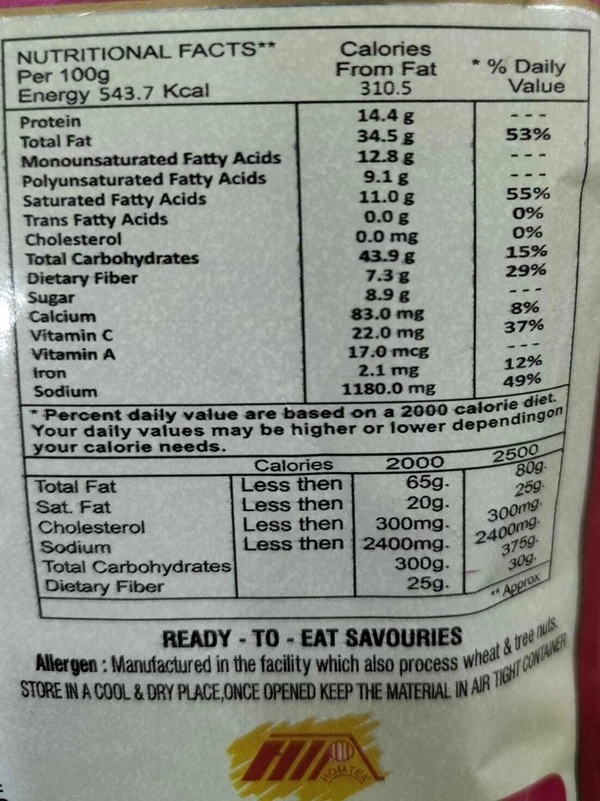 NUTRITIONAL FACTS**
Per 100g
Energy 543.7 Kcal
Calories
From Fat
310.5
* % Daily
Value
Protein 14.4 g - - -
Total Fat 34.5 g 53%
Monounsaturated Fatty Acids 12.8 g - - -
Polyunsaturated Fatty Acids 9.1 g - - -
Saturated Fatty Acids 11.0 g 55%
Trans Fatty Acids 0.0 g 0%
Cholesterol 0.0 mg 0%
Total Carbohydrates 43.9 g 15%
Dietary Fiber 7.3 g 29%
Sugar 8.9 g - - -
Calcium 83.0 mg 8%
Vitamin C 22.0 mg 37%
Vitamin A 17.0 mcg - - -
Iron 2.1 mg 12%
Sodium 1180.0 mg 49%
* Percent daily value are based on a 2000 calorie diet.
Your daily values may be higher or lower dependingon
your calorie needs.
Calories 2000 2500
Total Fat Less then 65g. 80g.
Sat. Fat Less then 20g. 25g.
Cholesterol Less then 300mg. 300mg.
Sodium Less then 2400mg. 2400mg.
Total Carbohydrates 300g. 375g.
Dietary Fiber 25g. 30g.
** Approx
READY - TO - EAT SAVOURIES
Allergen : Manufactured in the facility which also process wheat & tree nuts.
STORE IN A COOL & DRY PLACE,ONCE OPENED KEEP THE MATERIAL IN AIR TIGHT CONTAINER
HOMTEK